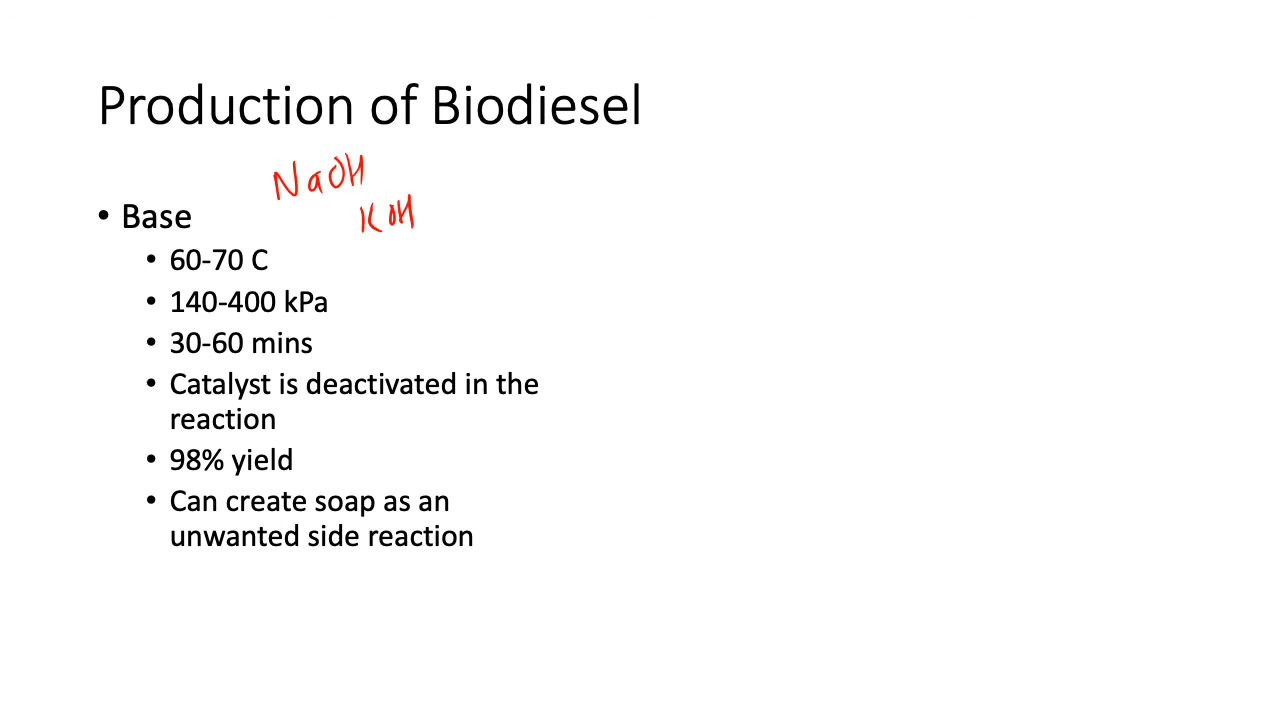 Production of Biodiesel
NaOH
KOH
• Base
• 60-70 C
• 140-400 kPa
• 30-60 mins
• Catalyst is deactivated in the
reaction
• 98% yield
• Can create soap as an
unwanted side reaction